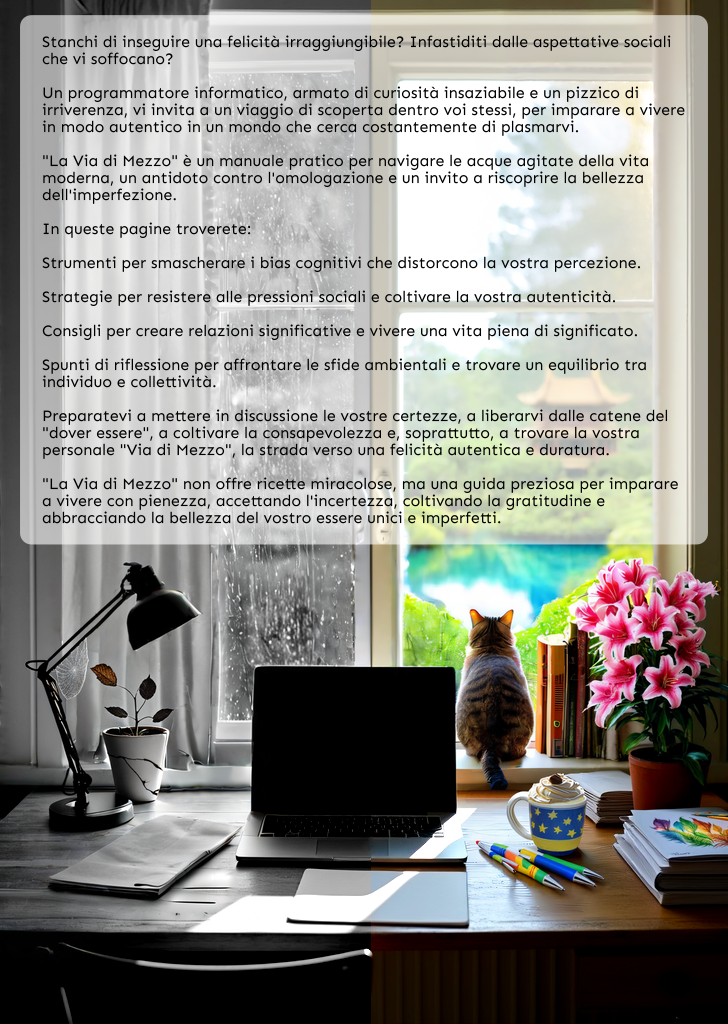 Stanchi di inseguire una felicità irraggiungibile? Infastiditi dalle aspettative sociali
che vi soffocano?
Un programmatore informatico, armato di curiosità insaziabile e un pizzico di
irriverenza, vi invita a un viaggio di scoperta dentro voi stessi, per imparare a vivere
in modo autentico in un mondo che cerca costantemente di plasmarvi.
"La Via di Mezzo" è un manuale pratico per navigare le acque agitate della vita
moderna, un antidoto contro l'omologazione e un invito a riscoprire la bellezza
dell'imperfezione.
In queste pagine troverete:
Strumenti per smascherare i bias cognitivi che distorcono la vostra percezione.
Strategie per resistere alle pressioni sociali e coltivare la vostra autenticità.
Consigli per creare relazioni significative e vivere una vita piena di significato.
Spunti di riflessione per affrontare le sfide ambientali e trovare un equilibrio tra
individuo e collettività.
Preparatevi a mettere in discussione le vostre certezze, a liberarvi dalle catene del
"dover essere", a coltivare la consapevolezza e, soprattutto, a trovare la vostra
personale "Via di Mezzo", la strada verso una felicità autentica e duratura.
"La Via di Mezzo" non offre ricette miracolose, ma una guida preziosa per imparare
a vivere con pienezza, accettando l'incertezza, coltivando la gratitudine e
abbracciando la bellezza del vostro essere unici e imperfetti.